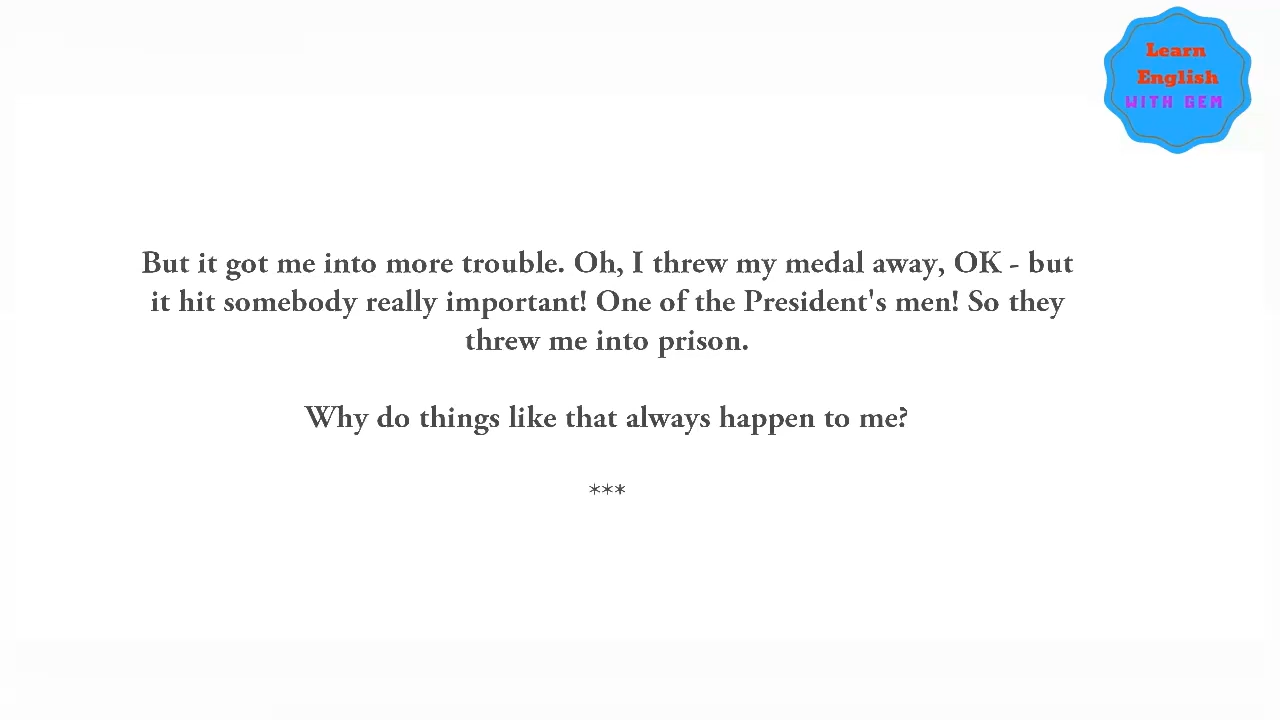 Learn
English
WITH GEM
But it got me into more trouble. Oh, I threw my medal away, OK - but
it hit somebody really important! One of the President's men! So they
threw me into prison.
Why do things like that always happen to me?
***